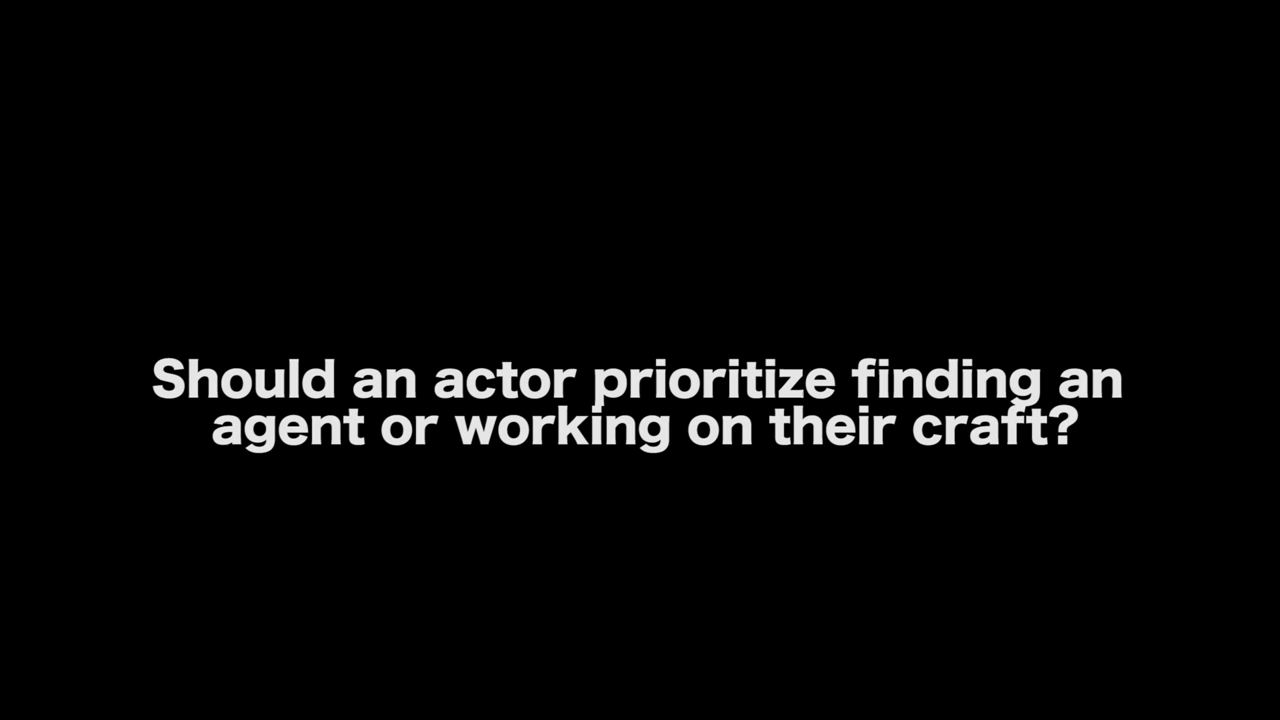 Should an actor prioritize finding an
agent or working on their craft?